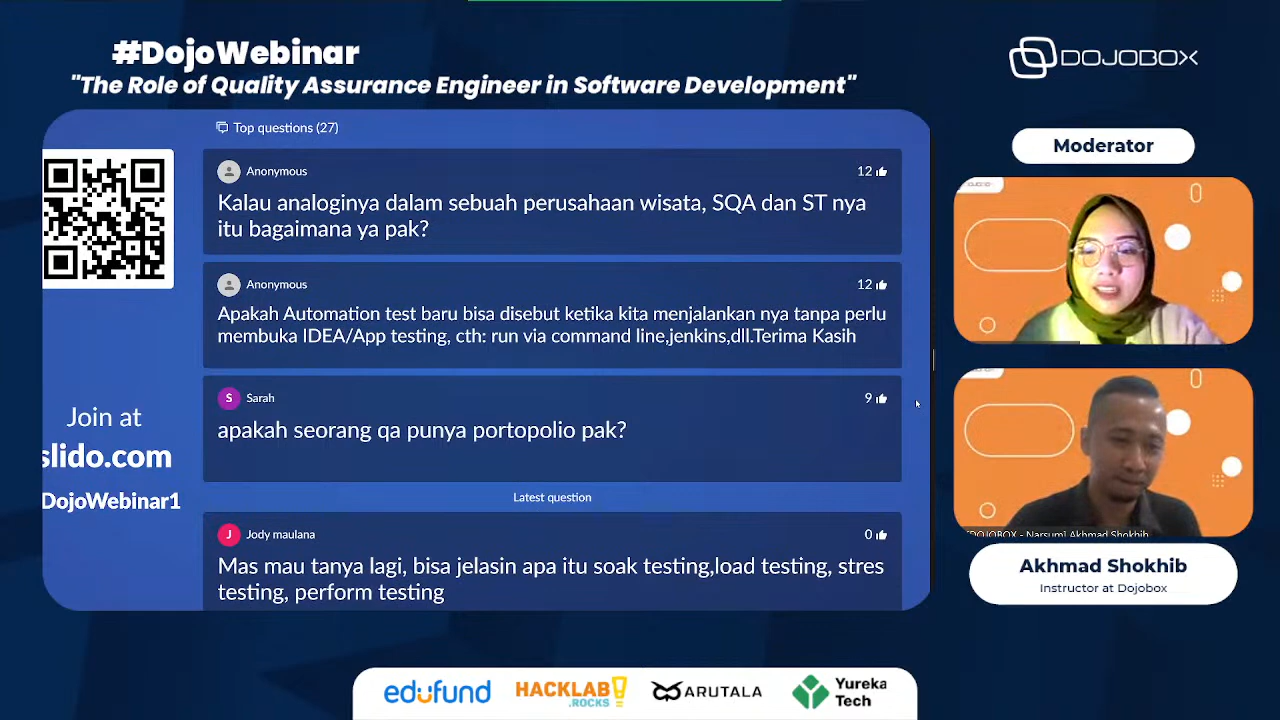 #DojoWebinar
"The Role of Quality Assurance Engineer in Software Development"
DOJOBOX
Top questions (27)
Anonymous
12
Kalau analoginya dalam sebuah perusahaan wisata, SQA dan ST nya
itu bagaimana ya pak?
Anonymous
12
Apakah Automation test baru bisa disebut ketika kita menjalankan nya tanpa perlu
membuka IDEA/App testing, cth: run via command line,jenkins,dll.Terima Kasih
S
Sarah
9
apakah seorang qa punya portopolio pak?
Latest question
J
Jody maulana
0
Mas mau tanya lagi, bisa jelasin apa itu soak testing,load testing, stres
testing, perform testing
Join at
slido.com
DojoWebinar1
Moderator
[DOJOBOX - Narsum] Akhmad Shokhib
Akhmad Shokhib
Instructor at Dojobox
edufund
HACKLAB!
.ROCKS
ARUTALA
Yureka
Tech